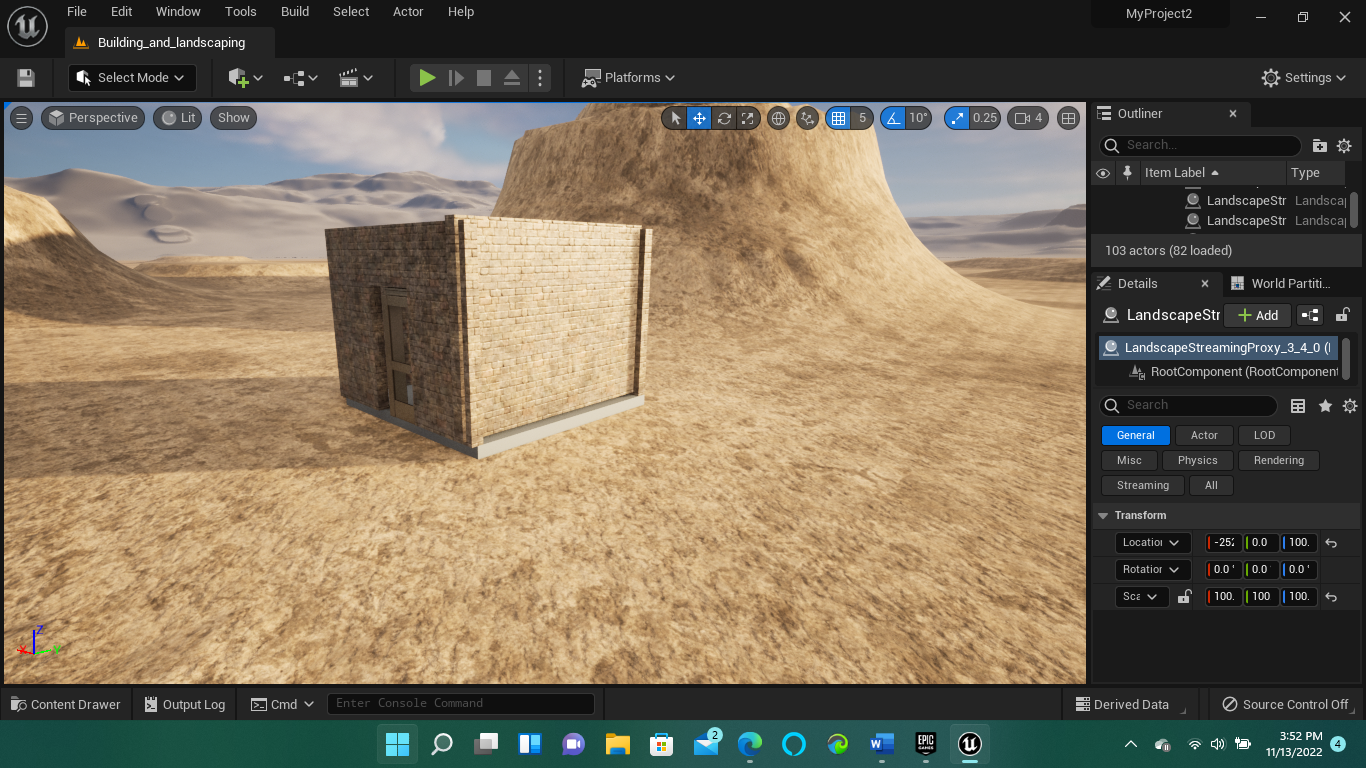 File Edit Window Tools Build Select Actor Help
MyProject2
Building_and_landscaping
Select Mode
Platforms
Settings
Perspective Lit Show
5 10° 0.25 4
Outliner
Search...
Item Label Type
LandscapeStr Landscap
LandscapeStr Landscap
103 actors (82 loaded)
Details World Partiti...
LandscapeStr Add
LandscapeStreamingProxy_3_4_0 (
RootComponent (RootComponent
Search
General Actor LOD
Misc Physics Rendering
Streaming All
Transform
Location -252 0.0 100.
Rotation 0.0 ° 0.0 0.0 °
Sca 100. 100 100.
Z
X Y
Content Drawer Output Log Cmd Enter Console Command Derived Data Source Control Off
2
EPIC
GAMES
3:52 PM
11/13/2022
4